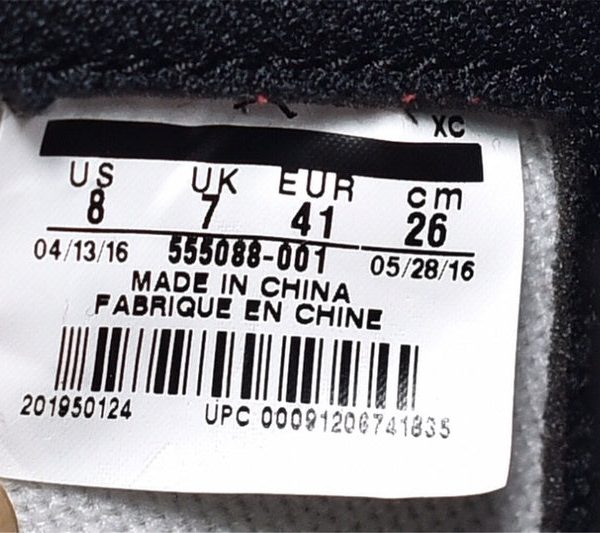 XC
US UK EUR cm
8 7 41 26
04/13/16 555088-001 05/28/16
MADE IN CHINA
FABRIQUE EN CHINE
201950124 UPC 00091206741835